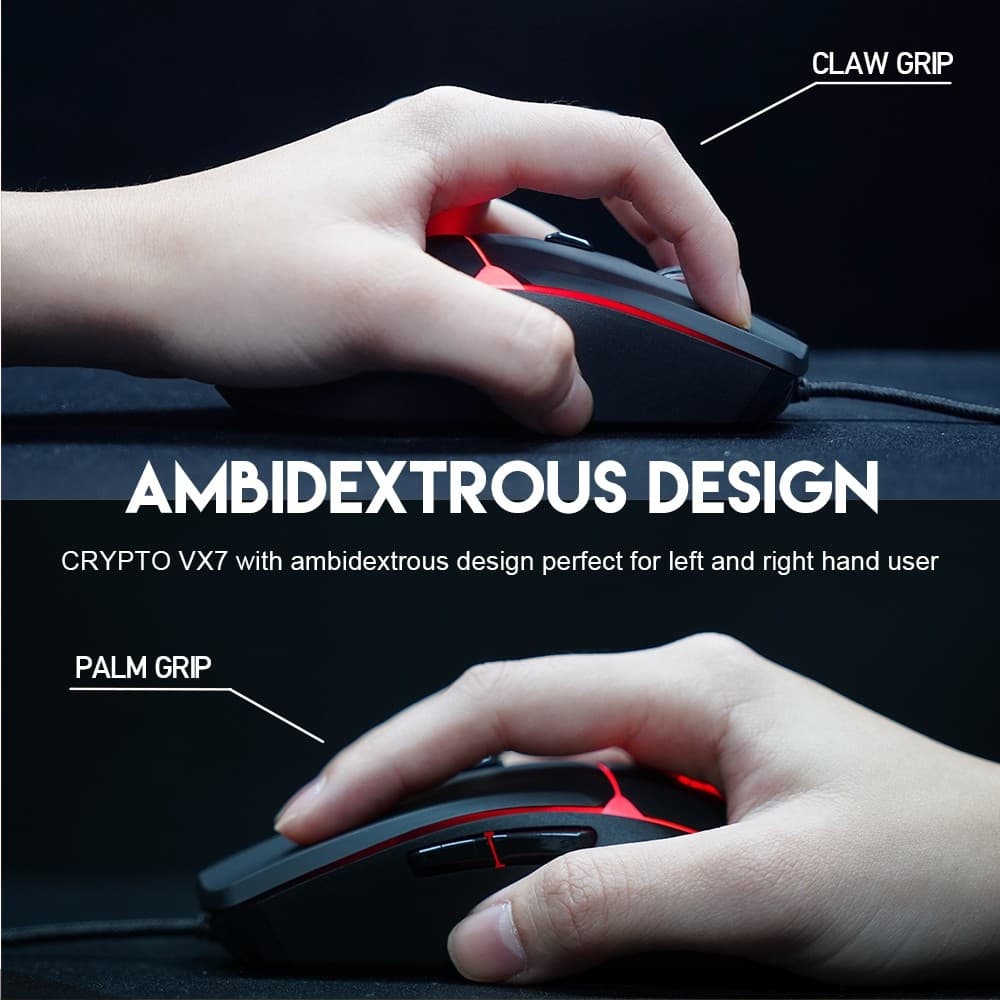 CLAW GRIP
AMBIDEXTROUS DESIGN
CRYPTO VX7 with ambidextrous design perfect for left and right hand user
PALM GRIP